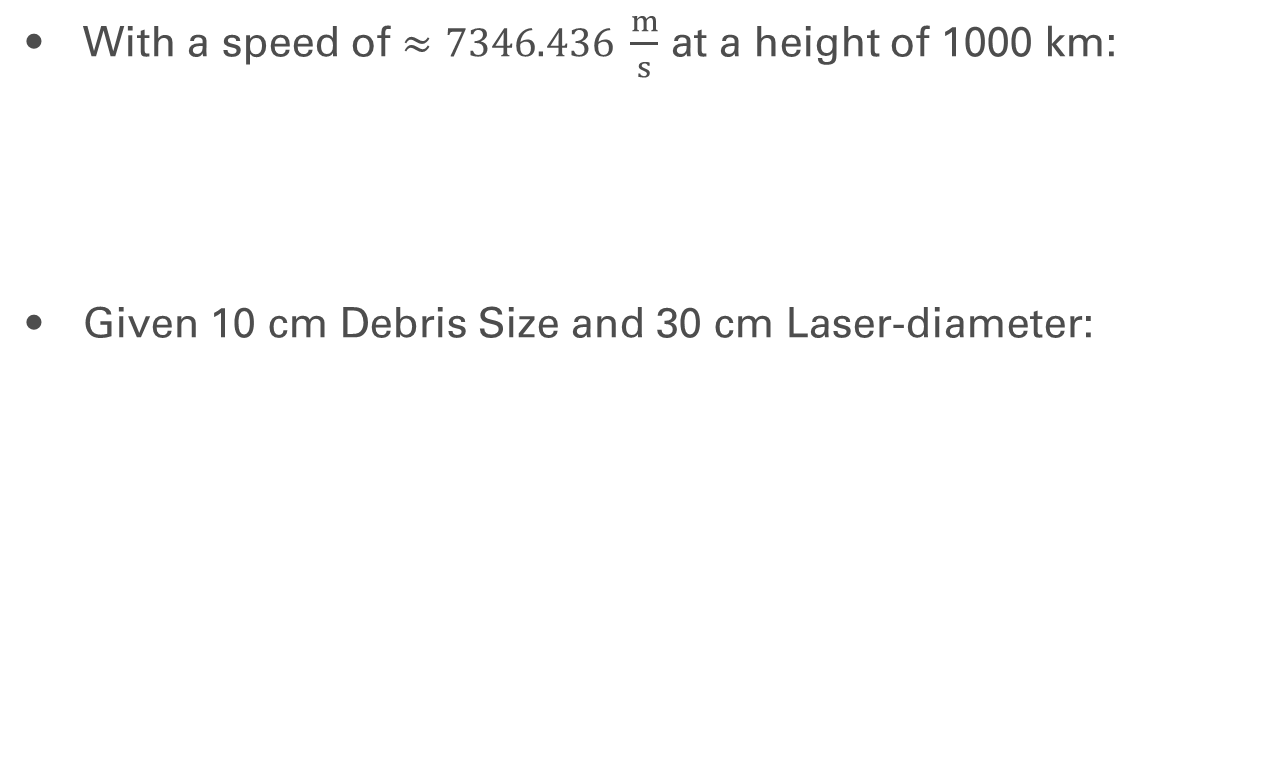 • With a speed of ≈ 7346.436 m/s at a height of 1000 km:
• Given 10 cm Debris Size and 30 cm Laser-diameter: